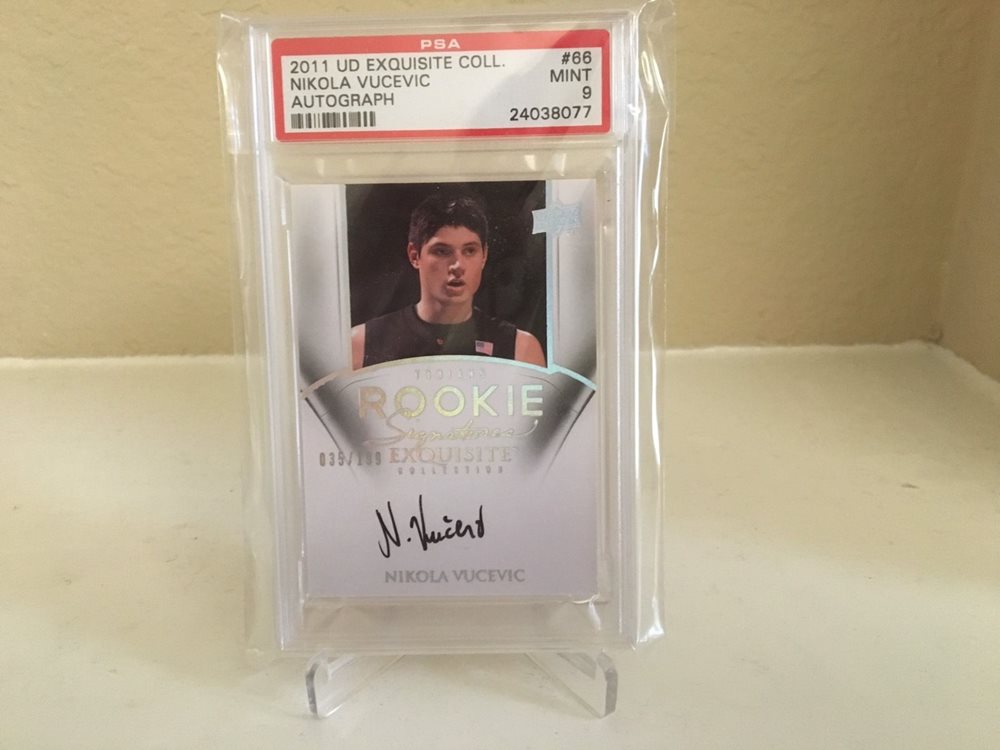 PSA
2011 UD EXQUISITE COLL. #66
NIKOLA VUCEVIC MINT
AUTOGRAPH 9
24038077
ROOKIE
Signatures
035/199 EXQUISITE
COLLECTION
N. Vučević
NIKOLA VUCEVIC